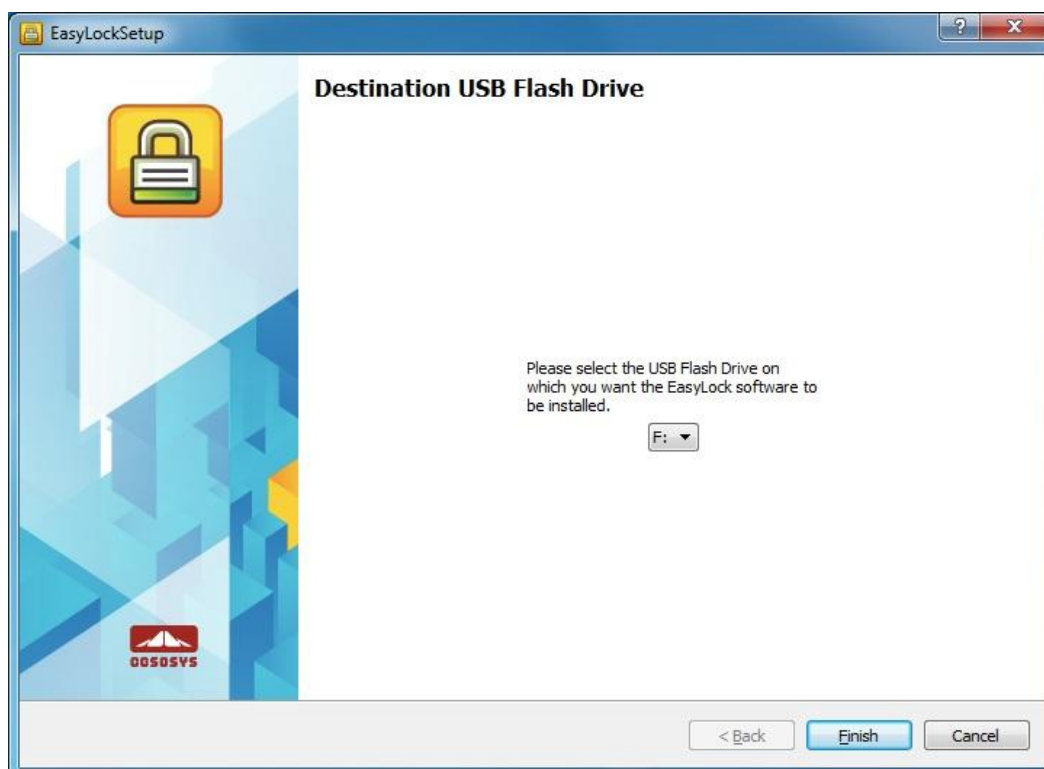 EasyLockSetup
Destination USB Flash Drive
Please select the USB Flash Drive on
which you want the EasyLock software to
be installed.
F:
COSOSYS
< Back
Finish
Cancel